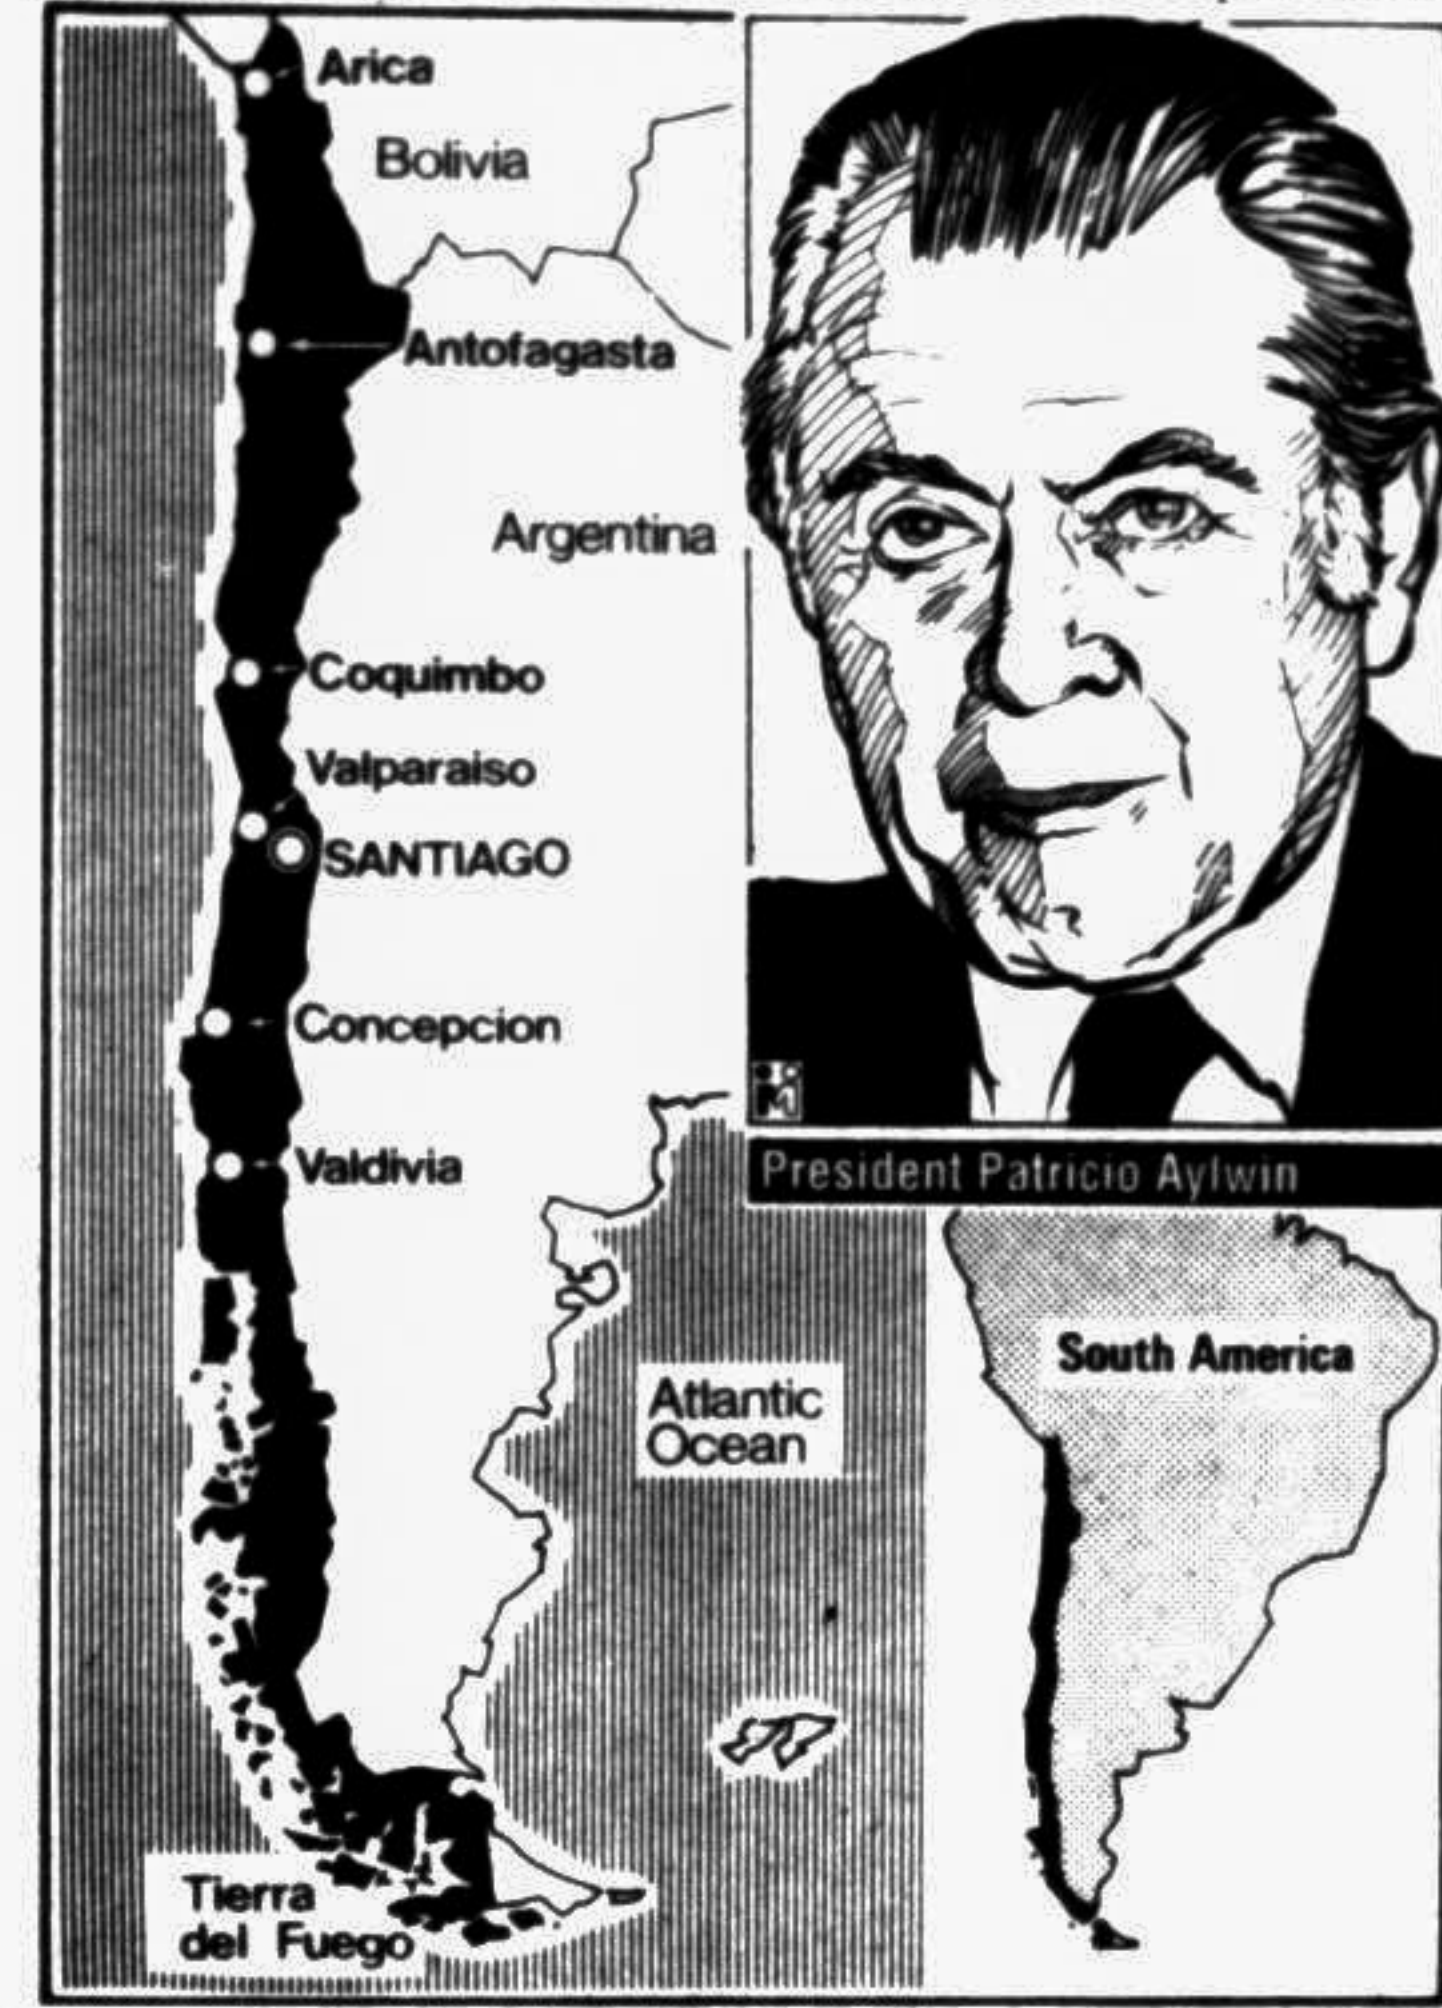 Arica
Bolivia
Antofagasta
Argentina
Coquimbo
Valparaiso
SANTIAGO
Concepcion
Valdivia
President Patricio Aylwin
South America
Atlantic
Ocean
Tierra
del Fuego